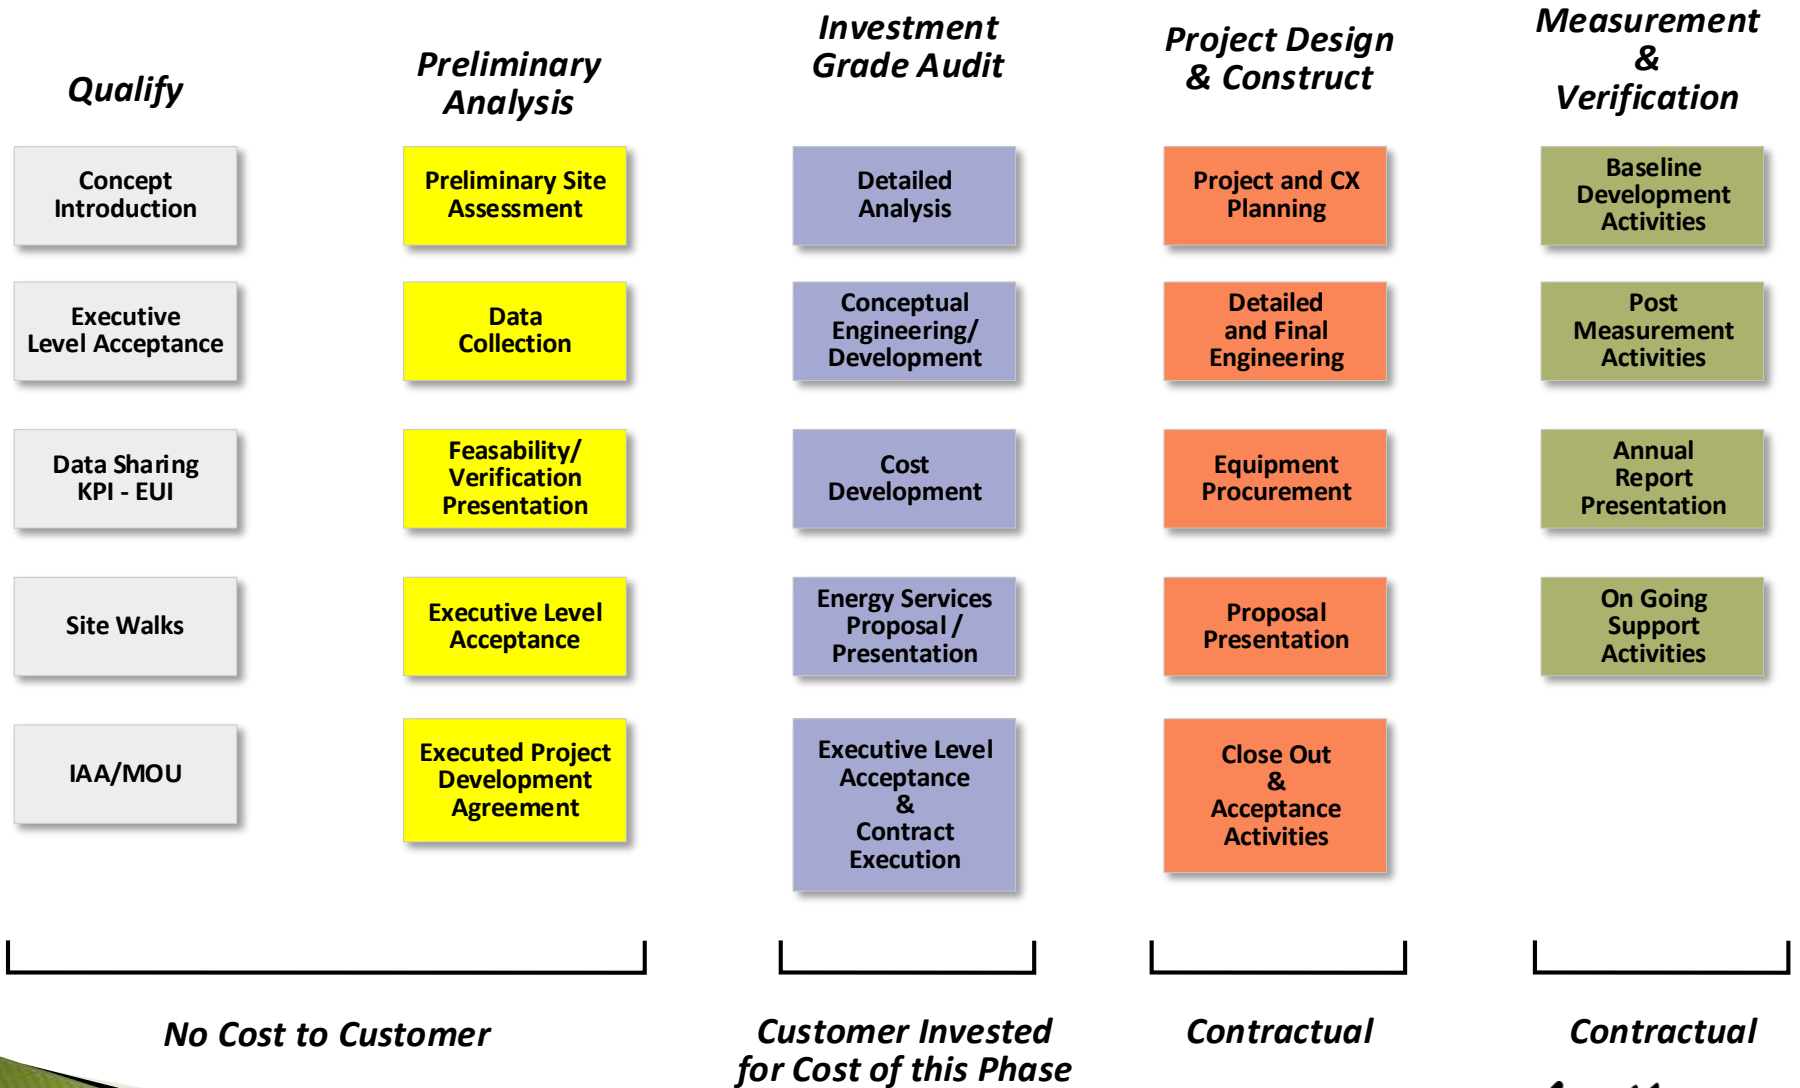 Qualify
Preliminary
Analysis
Investment
Grade Audit
Project Design
& Construct
Measurement
&
Verification
Concept
Introduction
Preliminary Site
Assessment
Detailed
Analysis
Project and CX
Planning
Baseline
Development
Activities
Executive
Level Acceptance
Data
Collection
Conceptual
Engineering/
Development
Detailed
and Final
Engineering
Post
Measurement
Activities
Data Sharing
KPI - EUI
Feasability/
Verification
Presentation
Cost
Development
Equipment
Procurement
Annual
Report
Presentation
Site Walks
Executive Level
Acceptance
Energy Services
Proposal /
Presentation
Proposal
Presentation
On Going
Support
Activities
IAA/MOU
Executed Project
Development
Agreement
Executive Level
Acceptance
&
Contract
Execution
Close Out
&
Acceptance
Activities
No Cost to Customer
Customer Invested
for Cost of this Phase
Contractual
Contractual